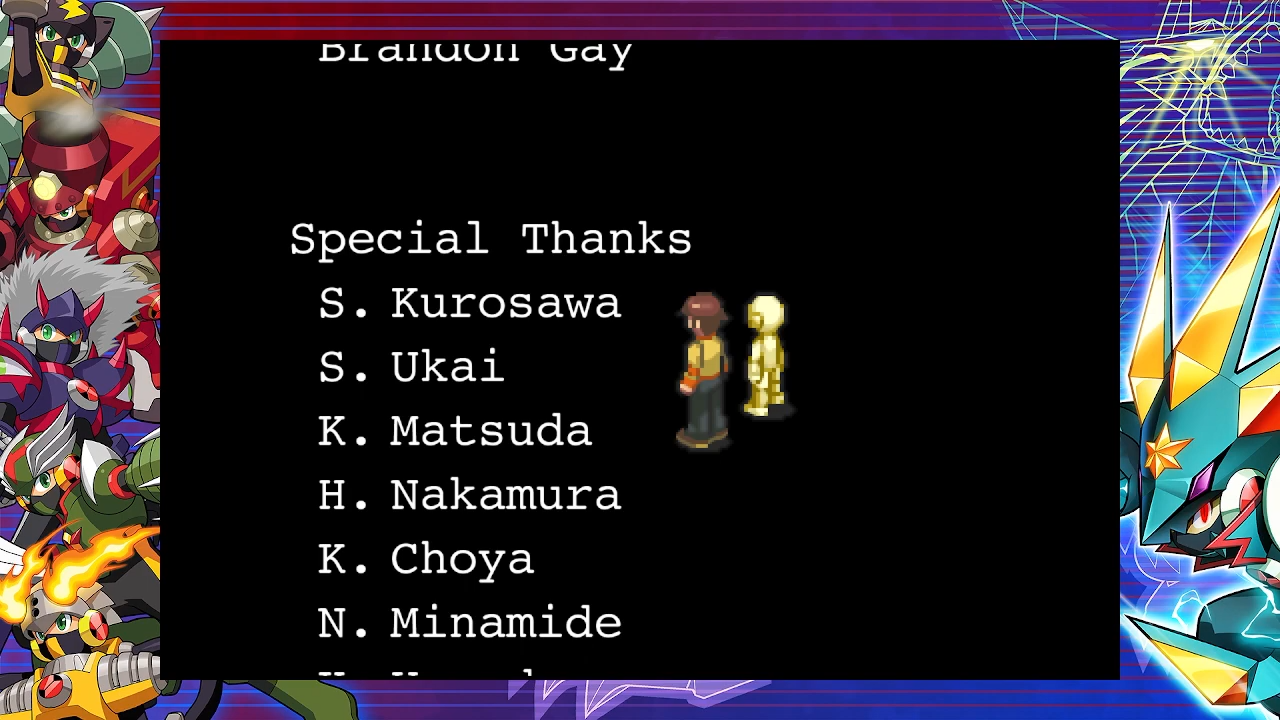 Brandon Gay
Special Thanks
S. Kurosawa
S. Ukai
K. Matsuda
H. Nakamura
K. Choya
N. Minamide